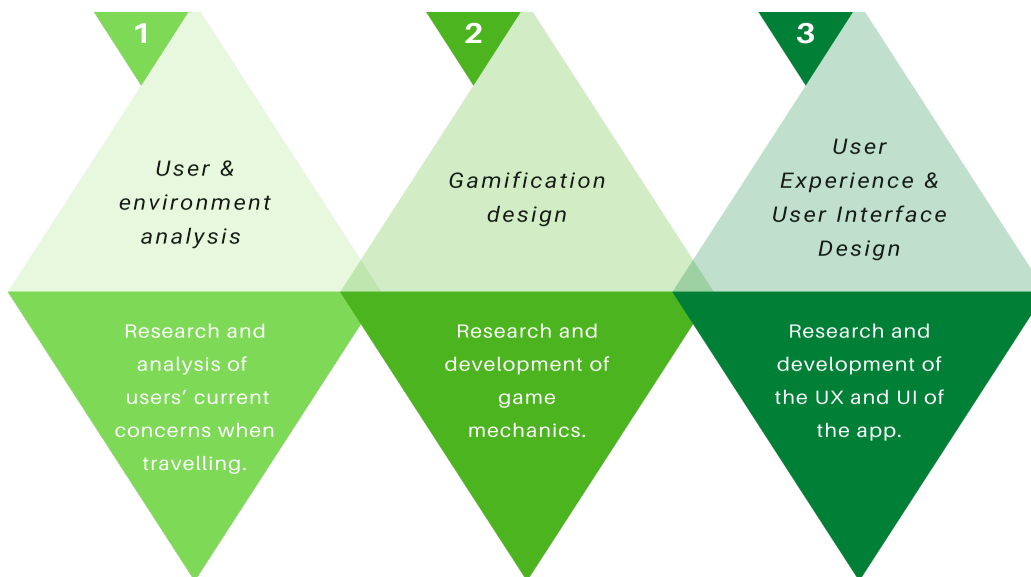 1
User &
environment
analysis
Research and
analysis of
users’ current
concerns when
travelling.
2
Gamification
design
Research and
development of
game
mechanics.
3
User
Experience &
User Interface
Design
Research and
development of
the UX and UI of
the app.